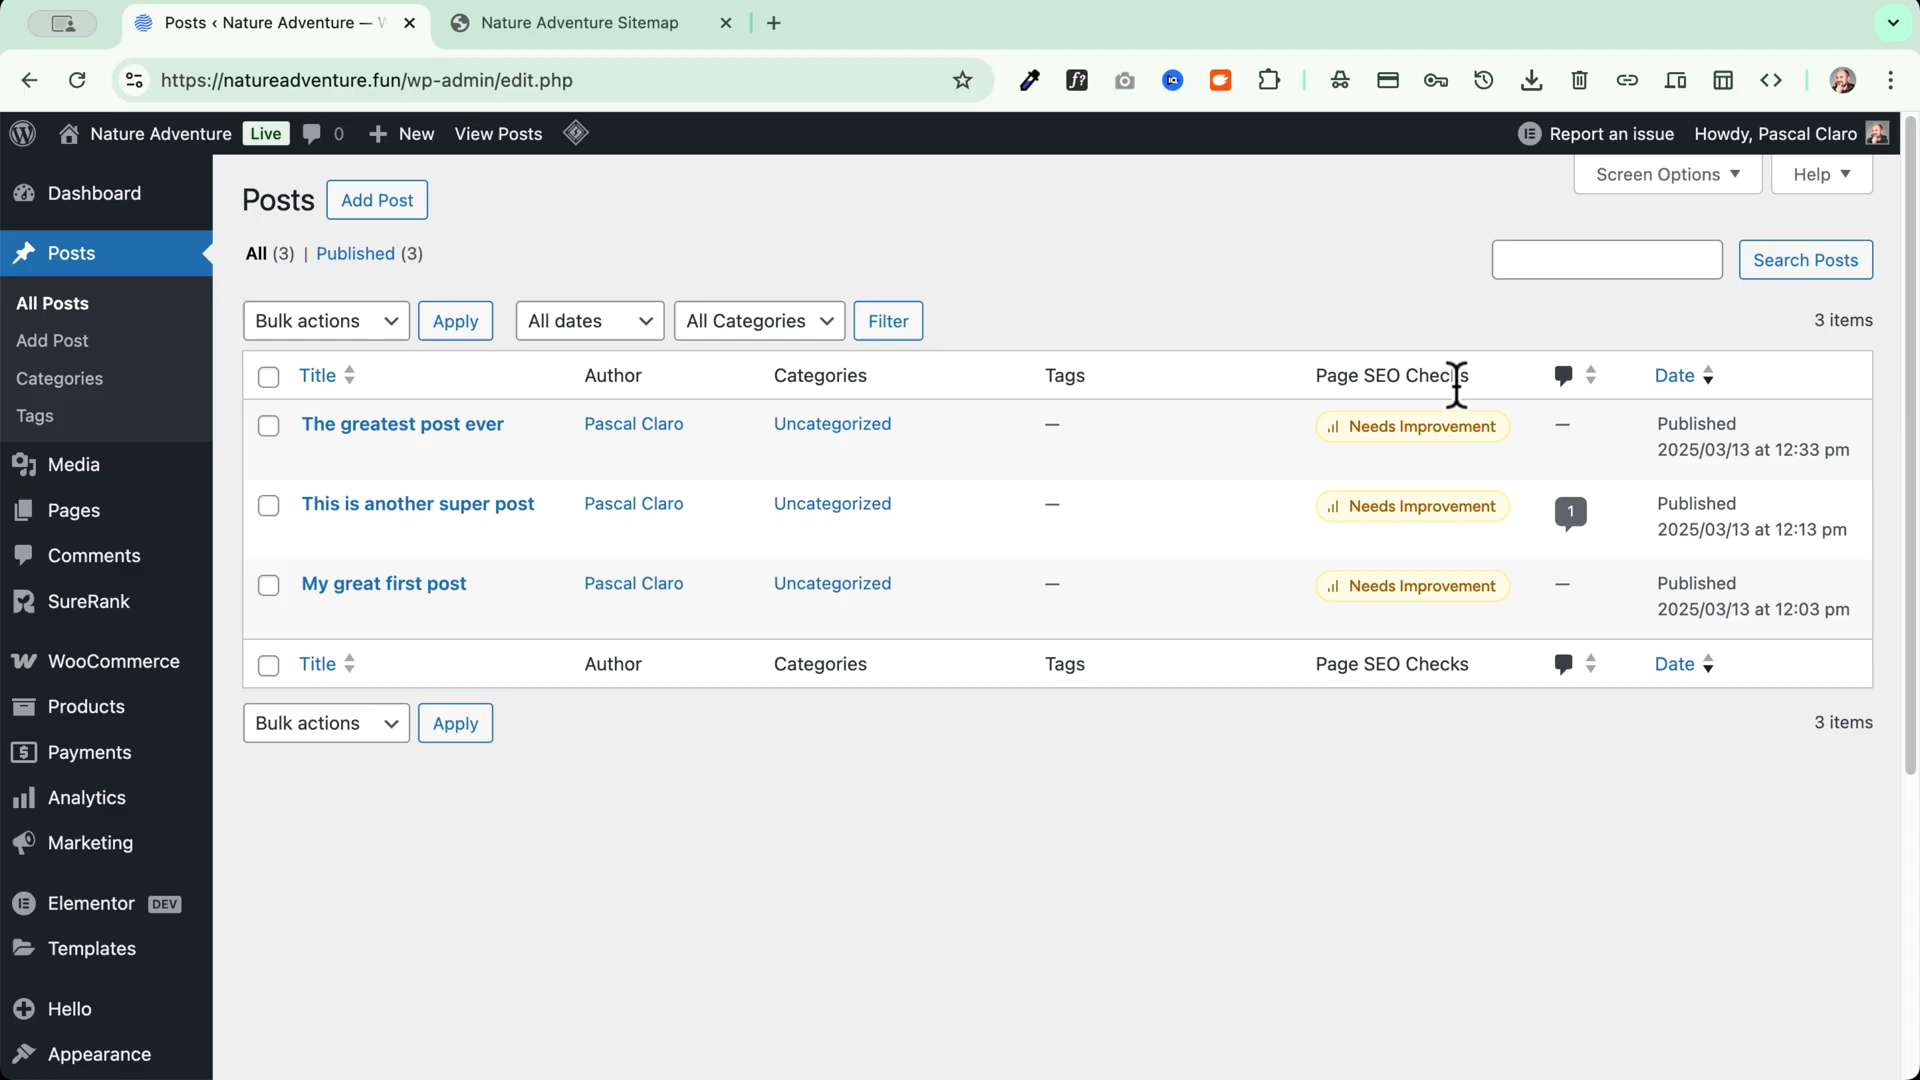 Posts ‹ Nature Adventure — W
Nature Adventure Sitemap
https://natureadventure.fun/wp-admin/edit.php
Nature Adventure Live 0 New View Posts
Report an issue Howdy, Pascal Claro
Screen Options Help
Dashboard
Posts
All Posts
Add Post
Categories
Tags
Media
Pages
Comments
SureRank
WooCommerce
Products
Payments
Analytics
Marketing
Elementor DEV
Templates
Hello
Appearance
Posts Add Post
All (3) | Published (3)
Search Posts
Bulk actions Apply All dates All Categories Filter 3 items
Title Author Categories Tags Page SEO Checks Date
The greatest post ever Pascal Claro Uncategorized — Needs Improvement — Published
2025/03/13 at 12:33 pm
This is another super post Pascal Claro Uncategorized — Needs Improvement 1 Published
2025/03/13 at 12:13 pm
My great first post Pascal Claro Uncategorized — Needs Improvement — Published
2025/03/13 at 12:03 pm
Title Author Categories Tags Page SEO Checks Date
Bulk actions Apply 3 items